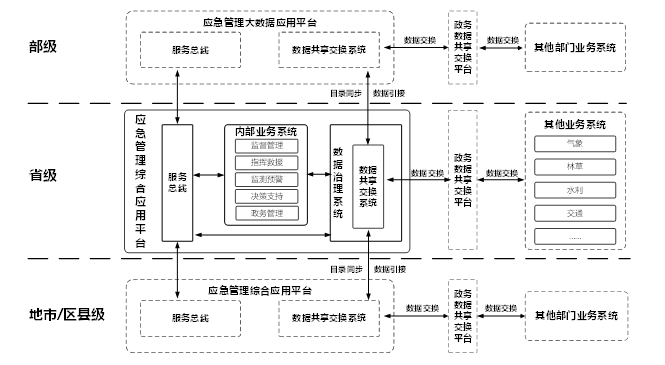 应急管理大数据应用平台
部级
服务总线
数据共享交换系统
数据交换
政务数据共享交换平台
数据交换
其他部门业务系统
目录同步
数据引接
省级
应急管理综合应用平台
服务总线
内部业务系统
监督管理
指挥救援
监测预警
决策支持
政务管理
数据治理系统
数据共享交换系统
数据交换
政务数据共享交换平台
数据交换
其他业务系统
气象
林草
水利
交通
......
目录同步
数据引接
地市/区县级
应急管理综合应用平台
服务总线
数据共享交换系统
数据交换
政务数据共享交换平台
数据交换
其他部门业务系统